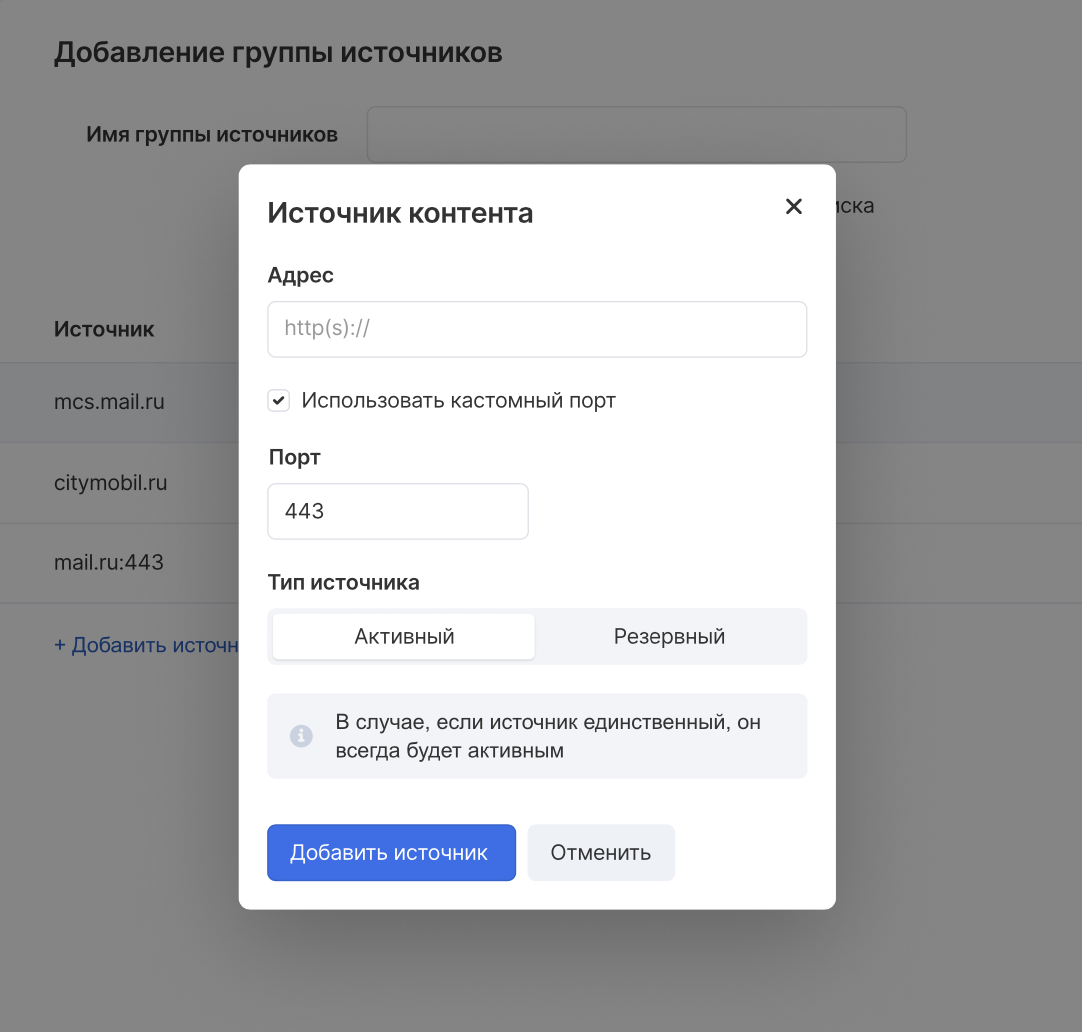 Добавление группы источников
Имя группы источников
Источник контента
Адрес
http(s)://
Использовать кастомный порт
Порт
443
Тип источника
Активный Резервный
В случае, если источник единственный, он
всегда будет активным
Добавить источник Отменить
Источник
mcs.mail.ru
citymobil.ru
mail.ru:443
+ Добавить